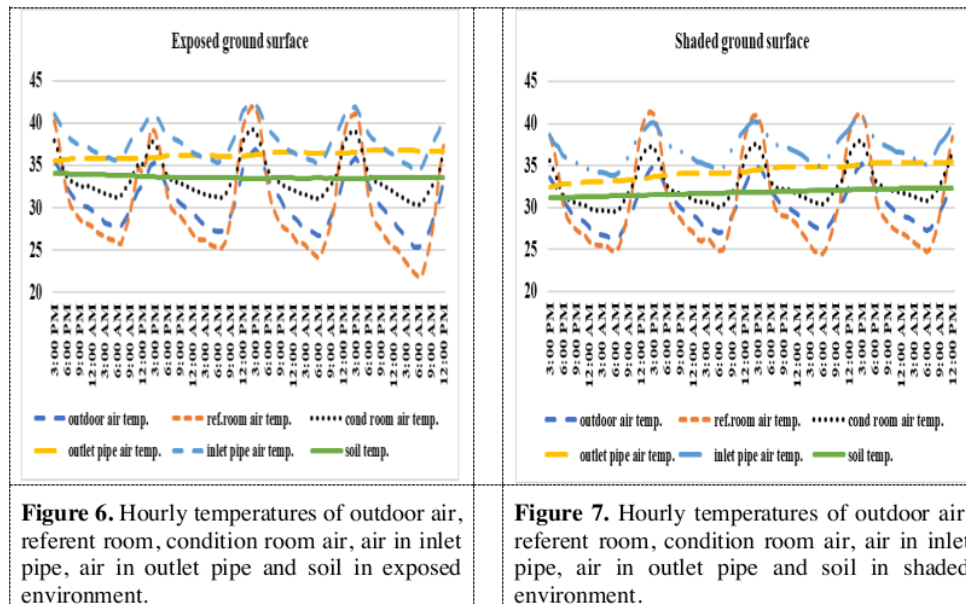 Exposed ground surface
45
40
35
30
25
20
3:00 PM
6:00 PM
9:00 PM
12:00 AM
3:00 AM
6:00 AM
9:00 AM
12:00 PM
3:00 PM
6:00 PM
9:00 PM
12:00 AM
3:00 AM
6:00 AM
9:00 AM
12:00 PM
3:00 PM
6:00 PM
9:00 PM
12:00 AM
3:00 AM
6:00 AM
9:00 AM
12:00 PM
3:00 PM
6:00 PM
9:00 PM
12:00 AM
3:00 AM
6:00 AM
9:00 AM
12:00 PM
outdoor air temp. ref.room air temp. cond room air temp.
outlet pipe air temp. inlet pipe air temp. soil temp.
Figure 6. Hourly temperatures of outdoor air,
referent room, condition room air, air in inlet
pipe, air in outlet pipe and soil in exposed
environment.
Shaded ground surface
45
40
35
30
25
20
3:00 PM
6:00 PM
9:00 PM
12:00 AM
3:00 AM
6:00 AM
9:00 AM
12:00 PM
3:00 PM
6:00 PM
9:00 PM
12:00 AM
3:00 AM
6:00 AM
9:00 AM
12:00 PM
3:00 PM
6:00 PM
9:00 PM
12:00 AM
3:00 AM
6:00 AM
9:00 AM
12:00 PM
3:00 PM
6:00 PM
9:00 PM
12:00 AM
3:00 AM
6:00 AM
9:00 AM
12:00 PM
outdoor air temp. ref.room air temp. cond room air temp.
outlet pipe air temp. inlet pipe air temp. soil temp.
Figure 7. Hourly temperatures of outdoor air
referent room, condition room air, air in inlet
pipe, air in outlet pipe and soil in shaded
environment.